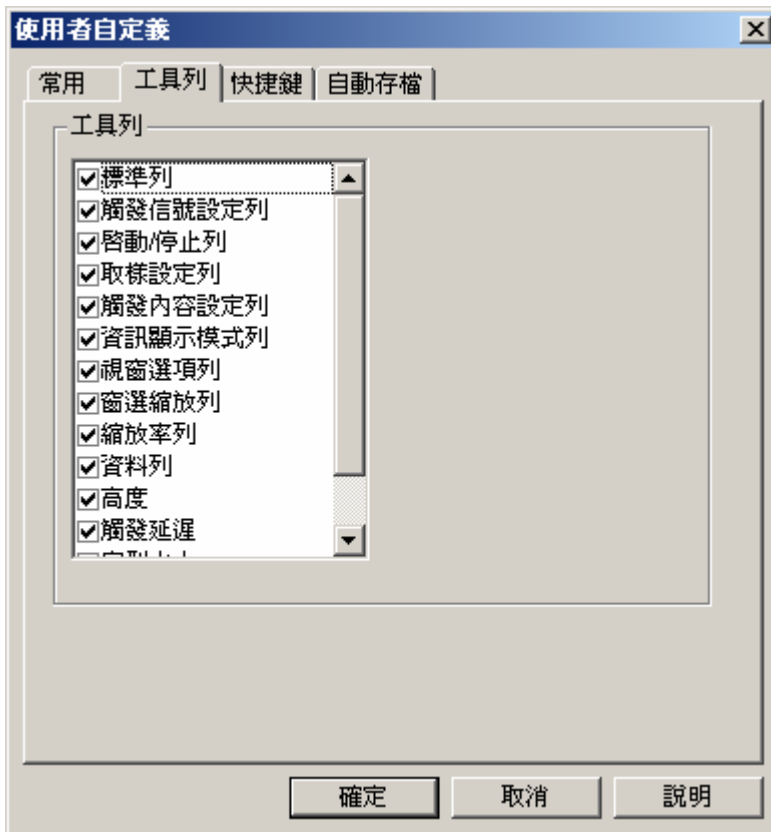 使用者自定義
常用 工具列 快捷鍵 自動存檔
工具列
標準列
觸發信號設定列
啓動/停止列
取樣設定列
觸發內容設定列
資訊顯示模式列
視窗選項列
窗選縮放列
縮放率列
資料列
高度
觸發延遲
確定 取消 說明